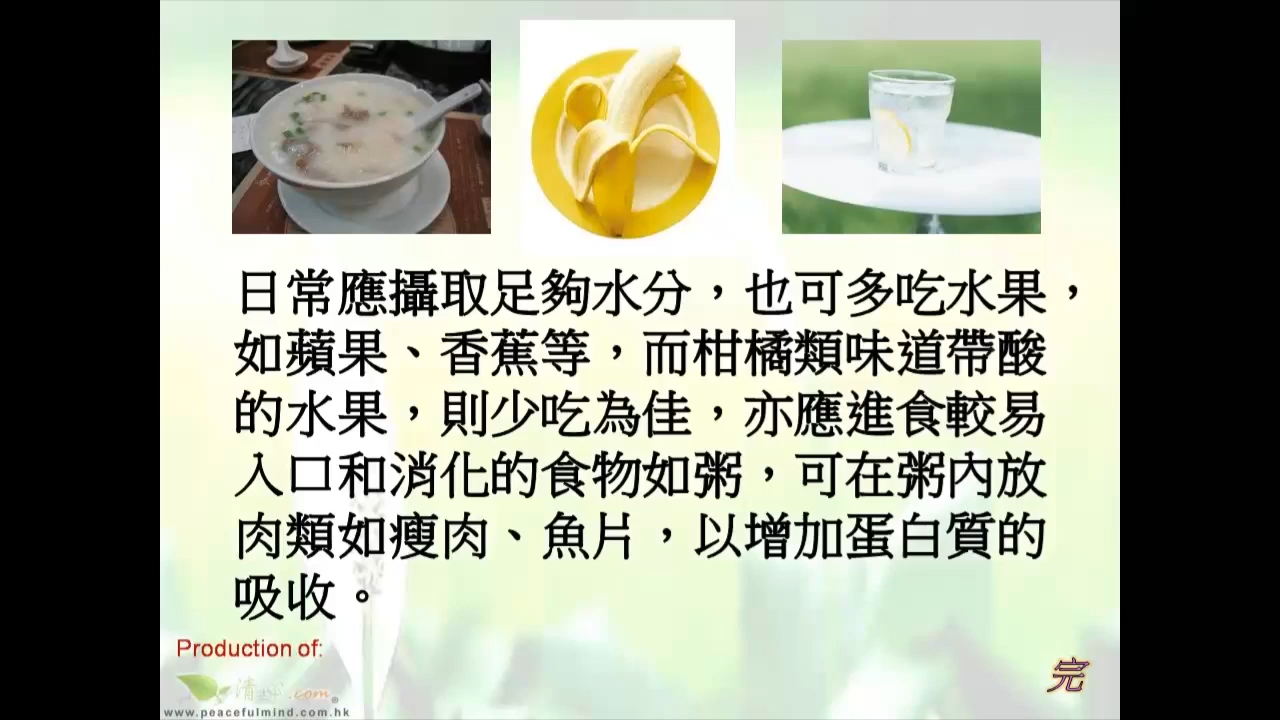 日常應攝取足夠水分，也可多吃水果，
如蘋果、香蕉等，而柑橘類味道帶酸
的水果，則少吃為佳，亦應進食較易
入口和消化的食物如粥，可在粥內放
肉類如瘦肉、魚片，以增加蛋白質的
吸收。
Production of:
.com
www.peacefulmind.com.hk
完